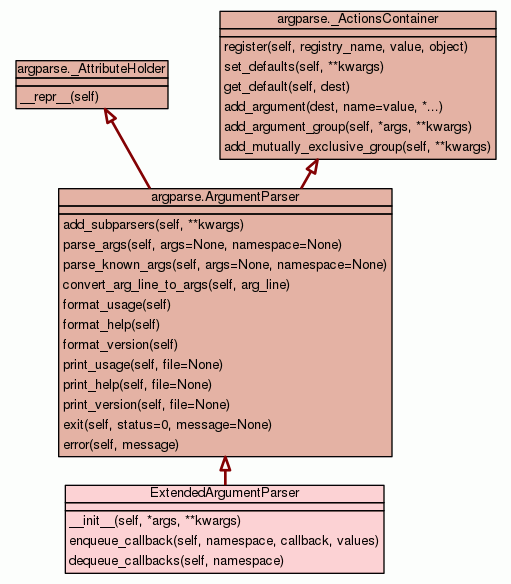 argparse._ActionsContainer
register(self, registry_name, value, object)
set_defaults(self, **kwargs)
get_default(self, dest)
add_argument(dest, name=value, *...)
add_argument_group(self, *args, **kwargs)
add_mutually_exclusive_group(self, **kwargs)
argparse._AttributeHolder
__repr__(self)
argparse.ArgumentParser
add_subparsers(self, **kwargs)
parse_args(self, args=None, namespace=None)
parse_known_args(self, args=None, namespace=None)
convert_arg_line_to_args(self, arg_line)
format_usage(self)
format_help(self)
format_version(self)
print_usage(self, file=None)
print_help(self, file=None)
print_version(self, file=None)
exit(self, status=0, message=None)
error(self, message)
ExtendedArgumentParser
__init__(self, *args, **kwargs)
enqueue_callback(self, namespace, callback, values)
dequeue_callbacks(self, namespace)